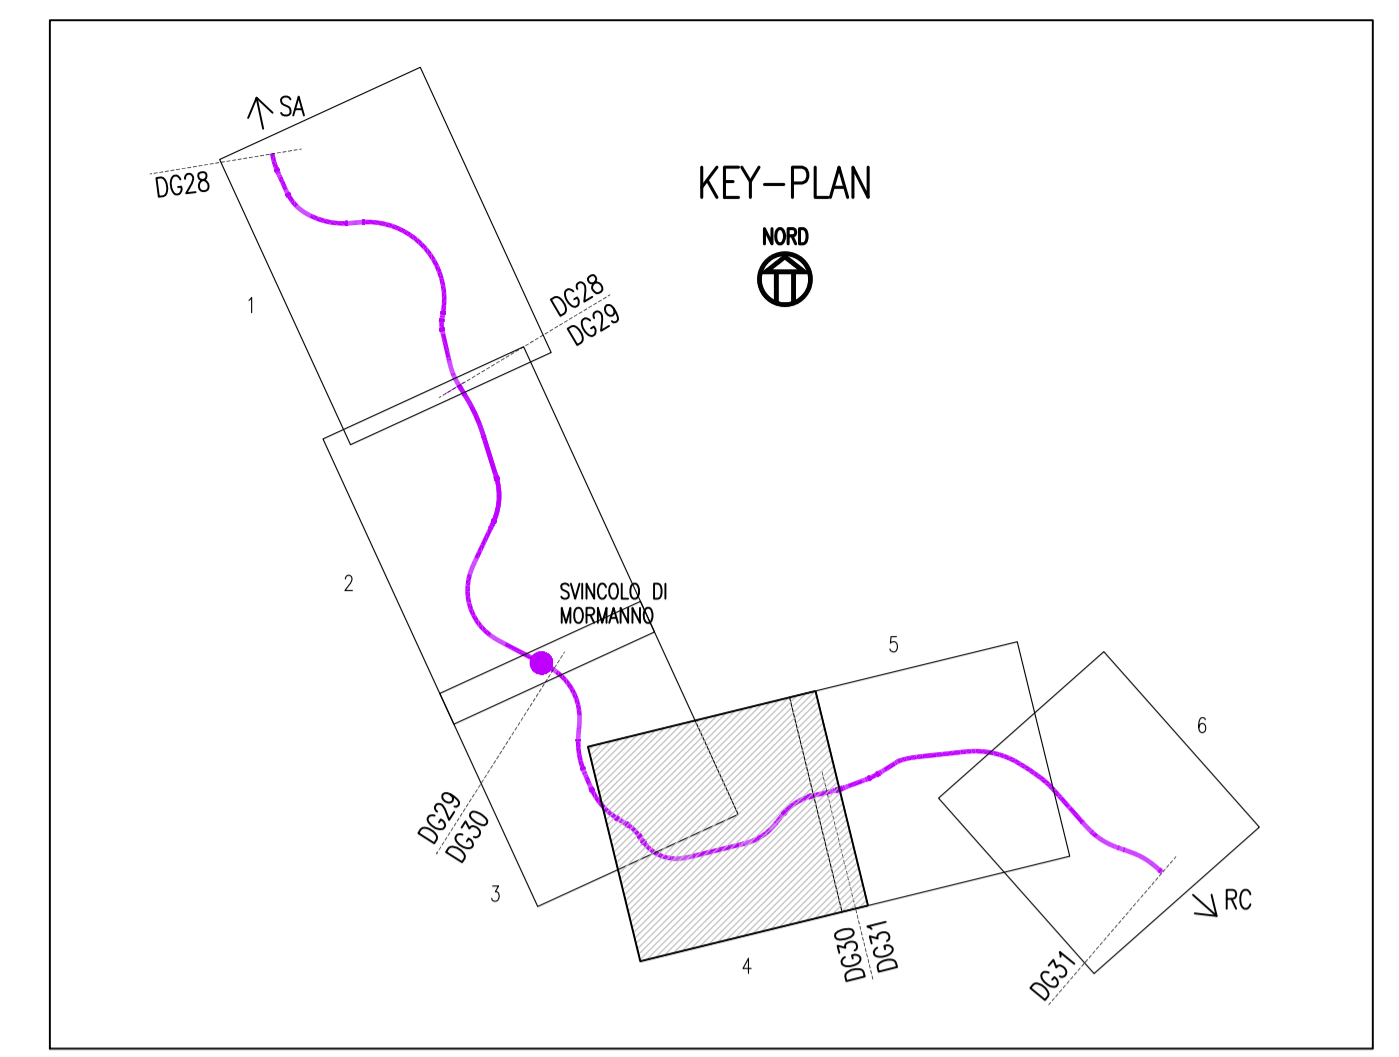 SA
DG28
KEY-PLAN
NORD
1
DG28
DG29
2
SVINCOLO DI
MORMANNO
5
6
DG29
DG30
3
4
DG30
DG31
RC
DG31